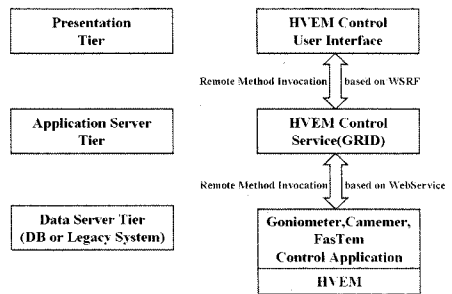 Presentation
Tier
HVEM Control
User Interface
Remote Method Invocation based on WSRF
Application Server
Tier
HVEM Control
Service(GRID)
Remote Method Invocation based on WebService
Data Server Tier
(DB or Legacy System)
Goniometer,Camemer,
FasTem
Control Application
HVEM